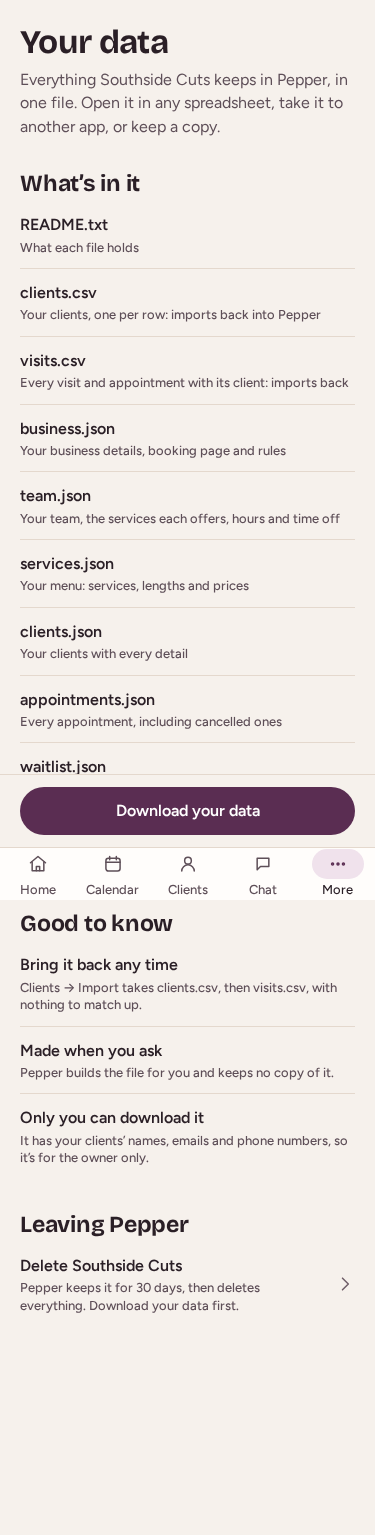 Your data
Everything Southside Cuts keeps in Pepper, in
one file. Open it in any spreadsheet, take it to
another app, or keep a copy.
What's in it
README.txt
What each file holds
clients.csv
Your clients, one per row: imports back into Pepper
visits.csv
Every visit and appointment with its client: imports back
business.json
Your business details, booking page and rules
team.json
Your team, the services each offers, hours and time off
services.json
Your menu: services, lengths and prices
clients.json
Your clients with every detail
appointments.json
Every appointment, including cancelled ones
waitlist.json
Download your data
Home Calendar Clients Chat More
Good to know
Bring it back any time
Clients → Import takes clients.csv, then visits.csv, with
nothing to match up.
Made when you ask
Pepper builds the file for you and keeps no copy of it.
Only you can download it
It has your clients’ names, emails and phone numbers, so
it’s for the owner only.
Leaving Pepper
Delete Southside Cuts
Pepper keeps it for 30 days, then deletes
everything. Download your data first.